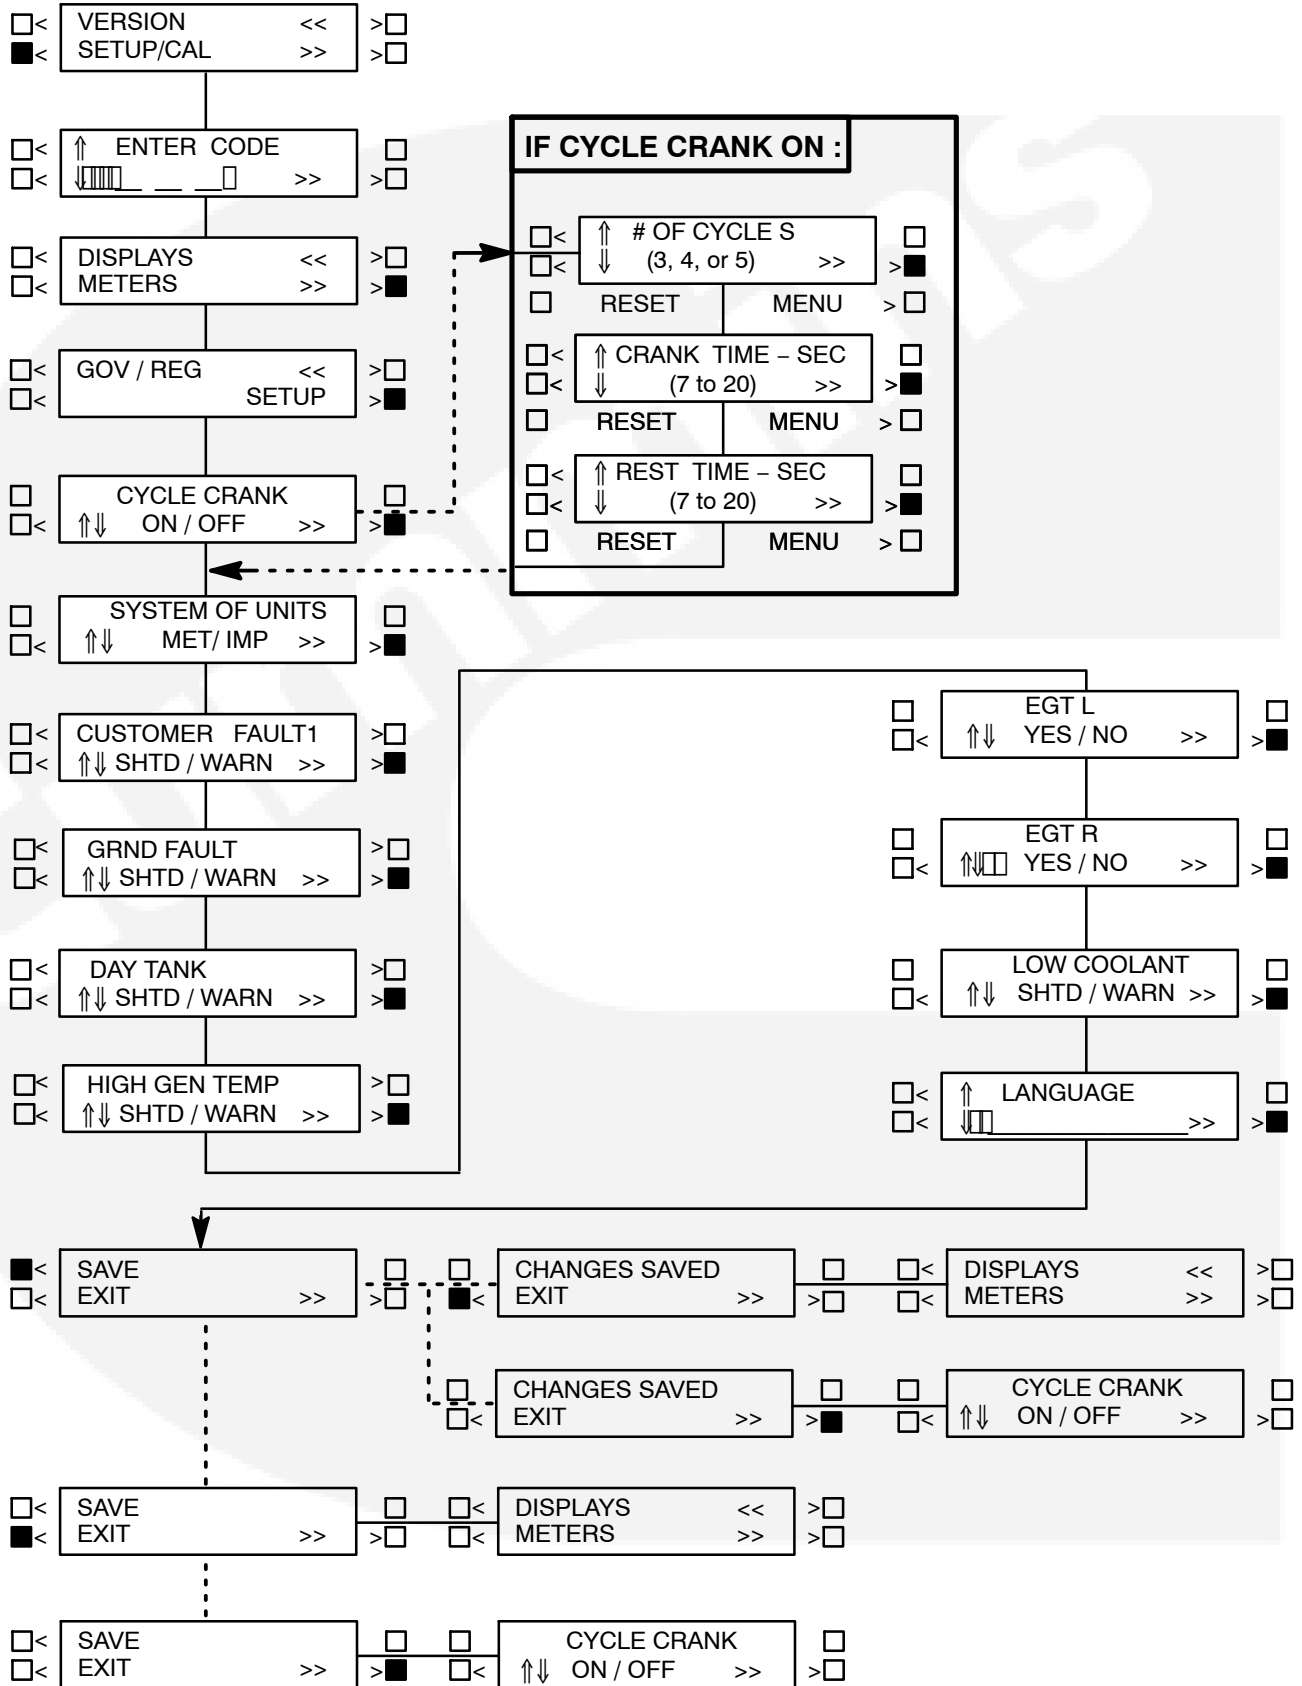 VERSION <<
SETUP/CAL >>
⇑ ENTER CODE
⇓ __ __ __ >>
DISPLAYS <<
METERS >>
GOV / REG <<
SETUP
CYCLE CRANK
⇑⇓ ON / OFF >>
IF CYCLE CRANK ON :
⇑ # OF CYCLE S
⇓ (3, 4, or 5) >>
RESET MENU >
⇑ CRANK TIME – SEC
⇓ (7 to 20) >>
RESET MENU >
⇑ REST TIME – SEC
⇓ (7 to 20) >>
RESET MENU >
SYSTEM OF UNITS
⇑⇓ MET/ IMP >>
CUSTOMER FAULT1
⇑⇓ SHTD / WARN >>
GRND FAULT
⇑⇓ SHTD / WARN >>
DAY TANK
⇑⇓ SHTD / WARN >>
HIGH GEN TEMP
⇑⇓ SHTD / WARN >>
EGT L
⇑⇓ YES / NO >>
EGT R
⇑⇓ YES / NO >>
LOW COOLANT
⇑⇓ SHTD / WARN >>
⇑ LANGUAGE
⇓ ______________>>
SAVE
EXIT >>
CHANGES SAVED
EXIT >>
DISPLAYS <<
METERS >>
CHANGES SAVED
EXIT >>
CYCLE CRANK
⇑⇓ ON / OFF >>
SAVE
EXIT >>
DISPLAYS <<
METERS >>
SAVE
EXIT >>
CYCLE CRANK
⇑⇓ ON / OFF >>